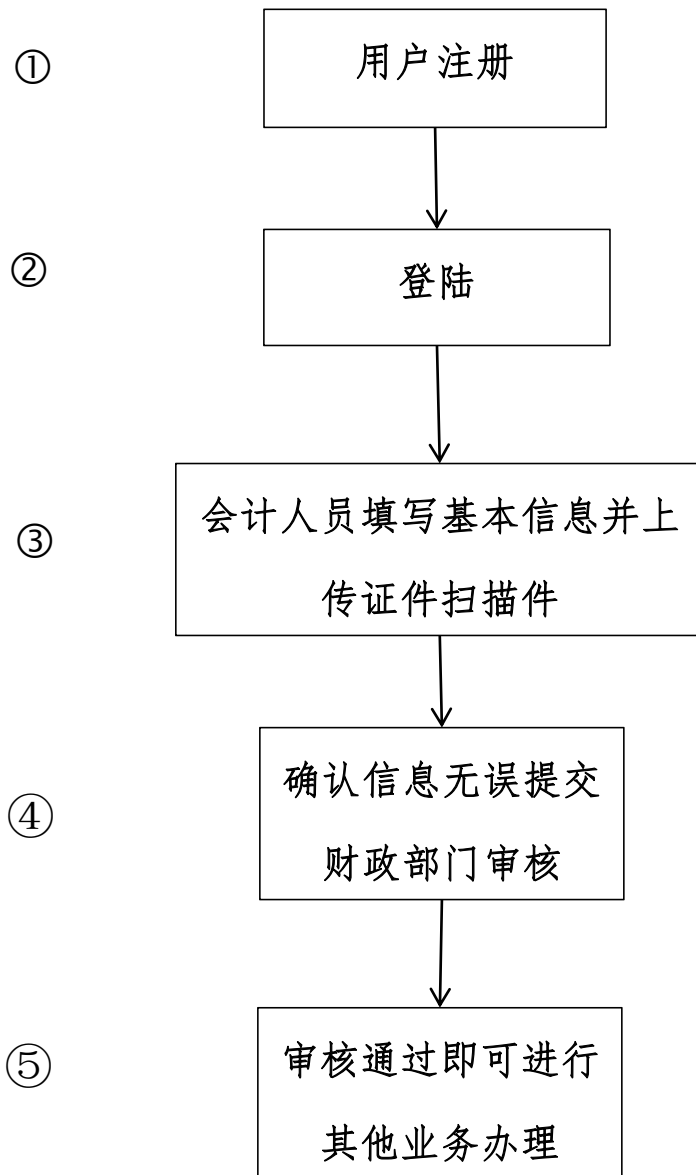 ①
用户注册
②
登陆
③
会计人员填写基本信息并上
传证件扫描件
④
确认信息无误提交
财政部门审核
⑤
审核通过即可进行
其他业务办理